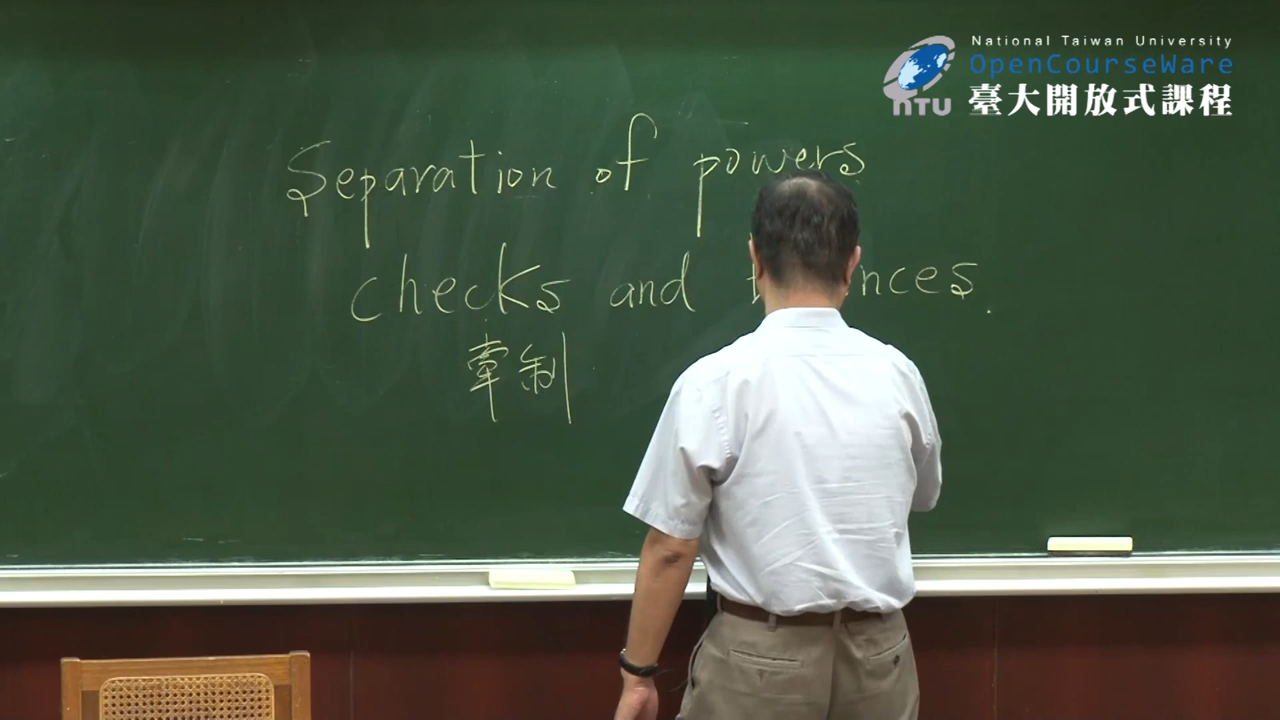 National Taiwan University
OpenCourseWare
NTU 臺大開放式課程
Separation of powers
checks and
牽制